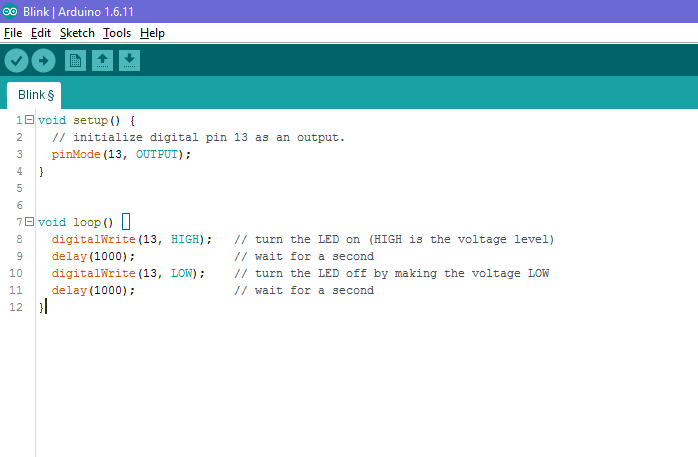 Blink | Arduino 1.6.11
File Edit Sketch Tools Help
Blink §
1 void setup() {
2   // initialize digital pin 13 as an output.
3   pinMode(13, OUTPUT);
4 }
5
6
7 void loop() {
8   digitalWrite(13, HIGH);   // turn the LED on (HIGH is the voltage level)
9   delay(1000);              // wait for a second
10   digitalWrite(13, LOW);    // turn the LED off by making the voltage LOW
11   delay(1000);              // wait for a second
12 }